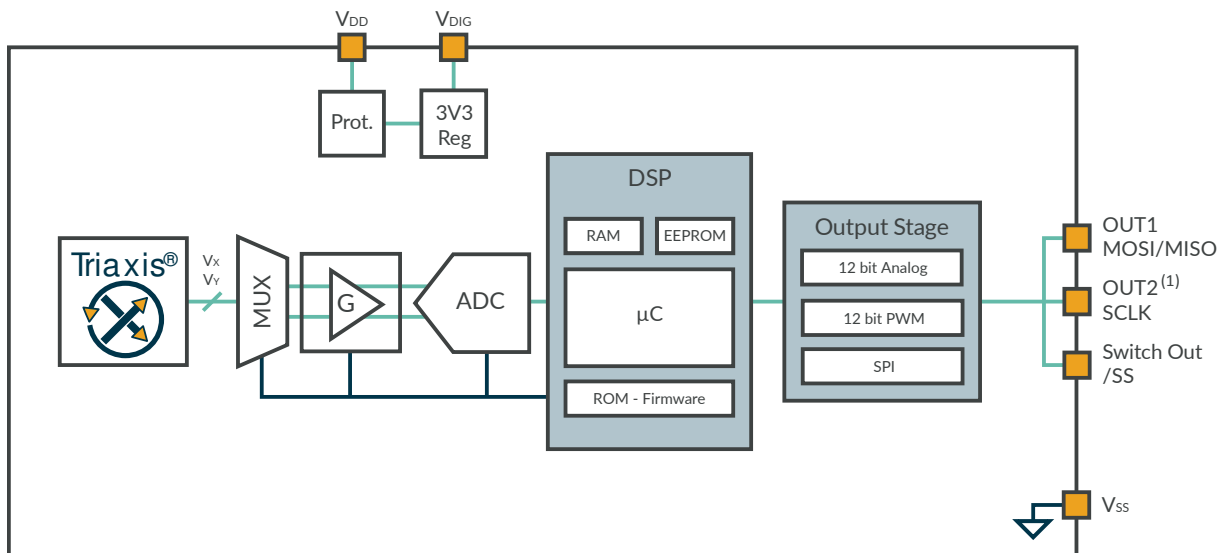 VDD
VDIG
Prot.
3V3
Reg
DSP
RAM
EEPROM
µC
ROM - Firmware
Output Stage
12 bit Analog
12 bit PWM
SPI
Triaxis®
VX
VY
MUX
G
ADC
OUT1
MOSI/MISO
OUT2(1)
SCLK
Switch Out
/SS
VSS